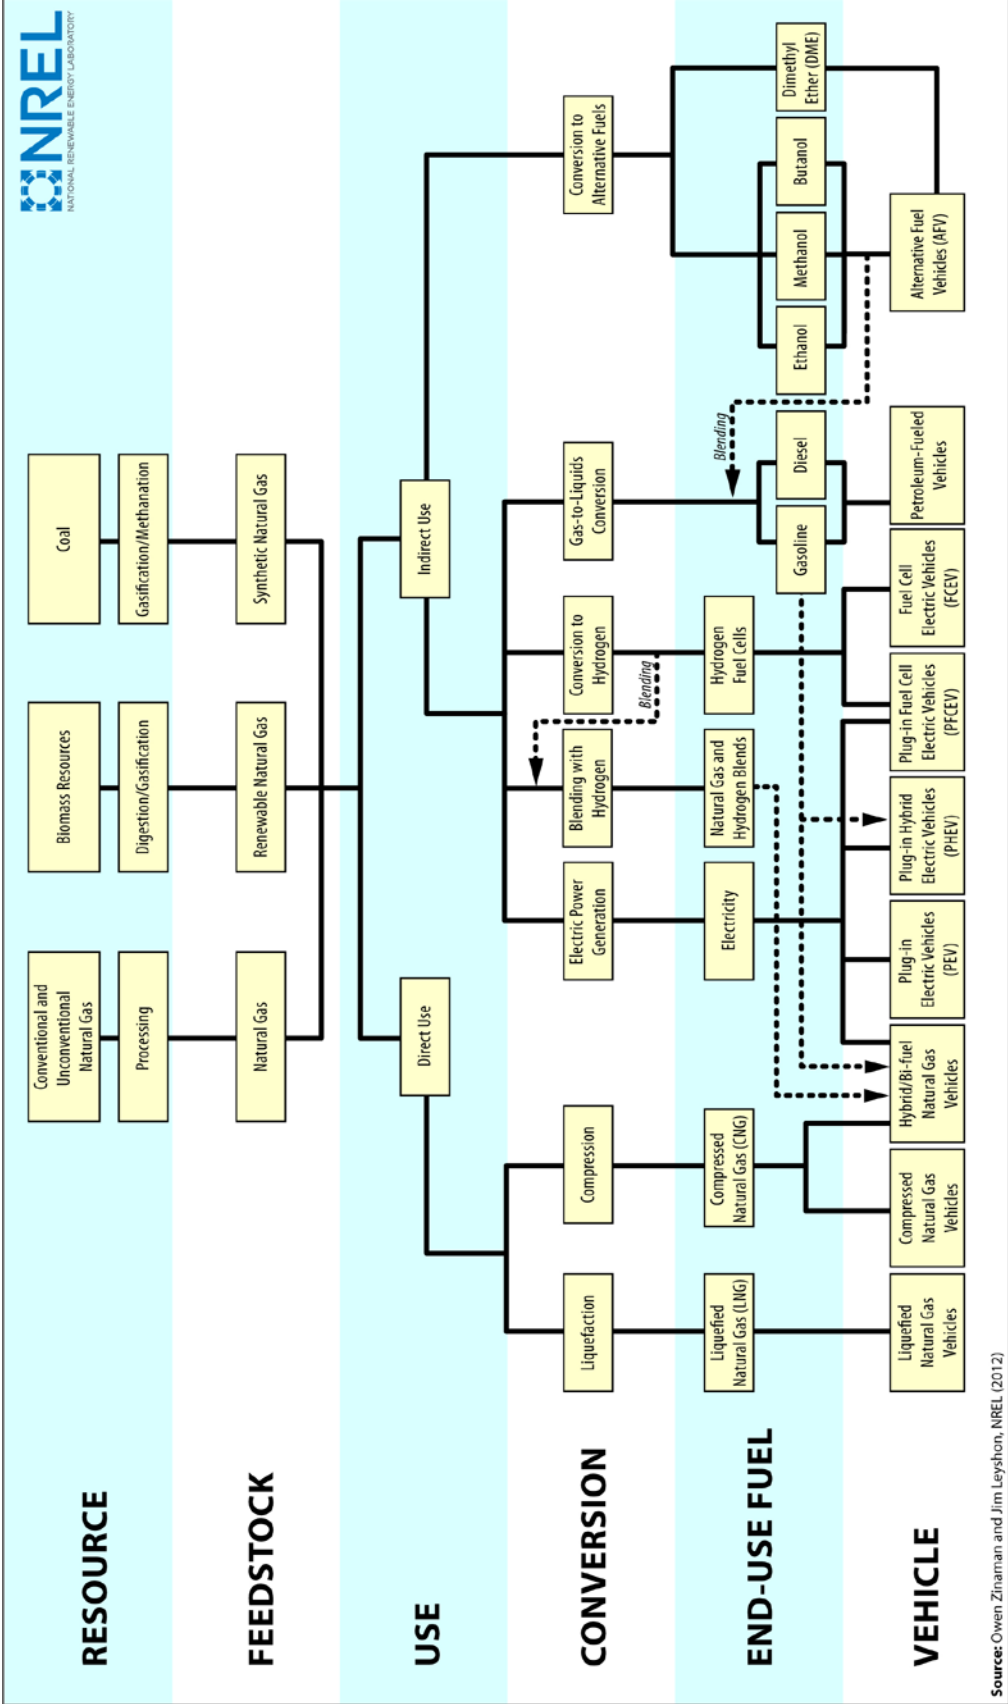 NREL
NATIONAL RENEWABLE ENERGY LABORATORY
RESOURCE
Conventional and
Unconventional
Natural Gas
Biomass Resources
Coal
Processing
Digestion/Gasification
Gasification/Methanation
FEEDSTOCK
Natural Gas
Renewable Natural Gas
Synthetic Natural Gas
USE
Direct Use
Indirect Use
CONVERSION
Liquefaction
Compression
Electric Power
Generation
Blending with
Hydrogen
Conversion to
Hydrogen
Gas-to-Liquids
Conversion
Conversion to
Alternative Fuels
Blending
Blending
END-USE FUEL
Liquefied
Natural Gas (LNG)
Compressed
Natural Gas (CNG)
Electricity
Natural Gas and
Hydrogen Blends
Hydrogen
Fuel Cells
Gasoline
Diesel
Ethanol
Methanol
Butanol
Dimethyl
Ether (DME)
VEHICLE
Liquefied
Natural Gas
Vehicles
Compressed
Natural Gas
Vehicles
Hybrid/Bi-fuel
Natural Gas
Vehicles
Plug-in
Electric Vehicles
(PEV)
Plug-in Hybrid
Electric Vehicles
(PHEV)
Plug-in Fuel Cell
Electric Vehicles
(PFCEV)
Fuel Cell
Electric Vehicles
(FCEV)
Petroleum-Fueled
Vehicles
Alternative Fuel
Vehicles (AFV)
Source: Owen Zinaman and Jim Leyshon, NREL (2012)